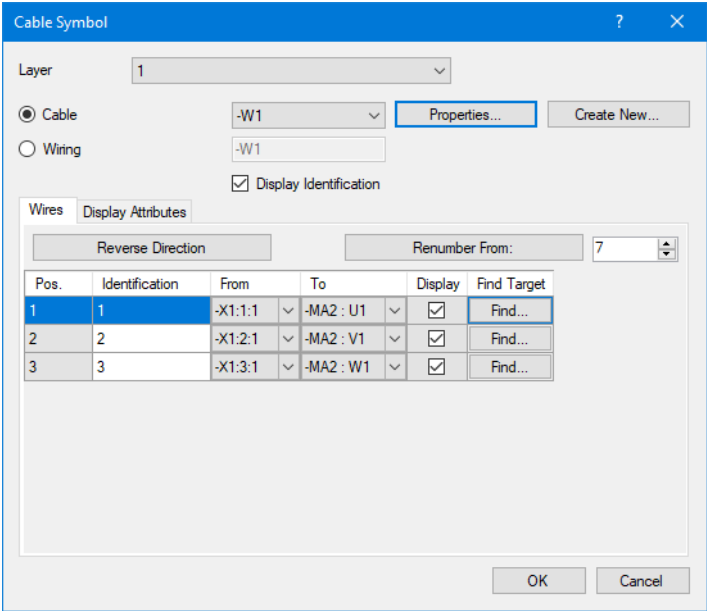 Cable Symbol ?
Layer 1
Cable -W1 Properties... Create New...
Wiring -W1
Display Identification
Wires Display Attributes
Reverse Direction Renumber From: 7
Pos. Identification From To Display Find Target
1 1 -X1:1:1 -MA2 : U1 Find...
2 2 -X1:2:1 -MA2 : V1 Find...
3 3 -X1:3:1 -MA2 : W1 Find...
OK Cancel